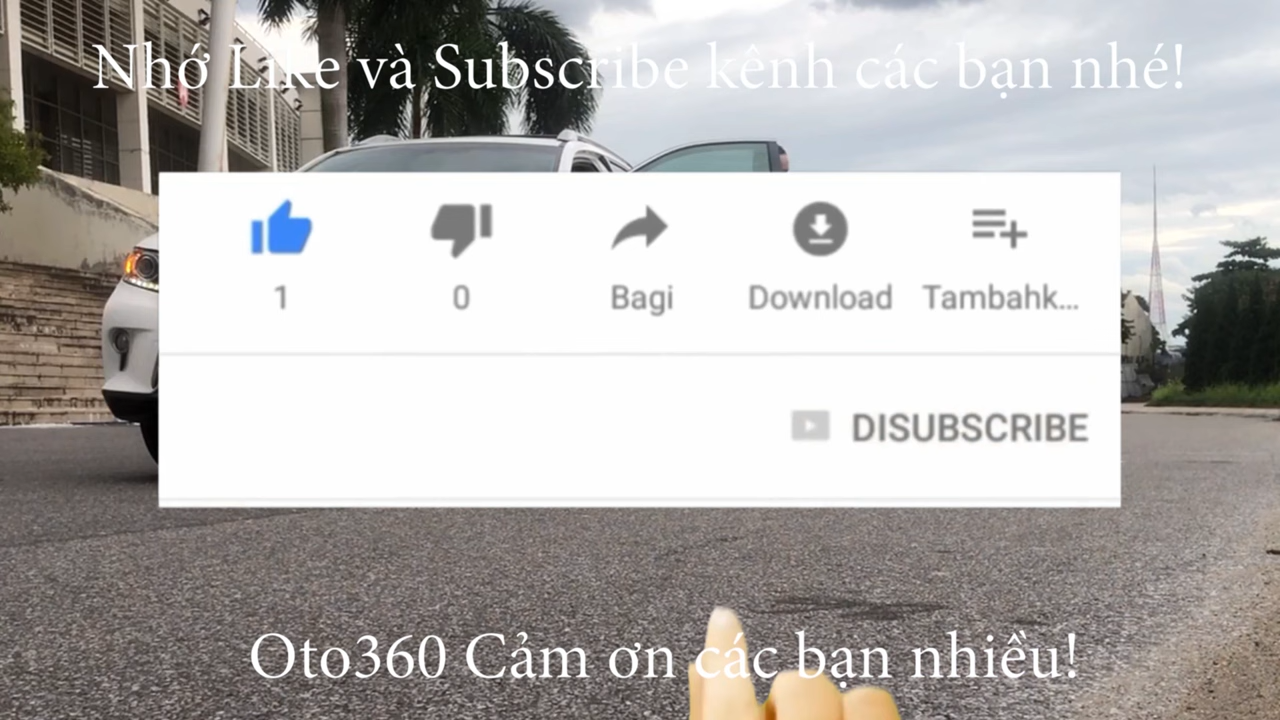 Nhớ Like và Subscribe kênh các bạn nhé!
1 0 Bagi Download Tambahk...
DISUBSCRIBE
Oto360 Cảm ơn các bạn nhiều!